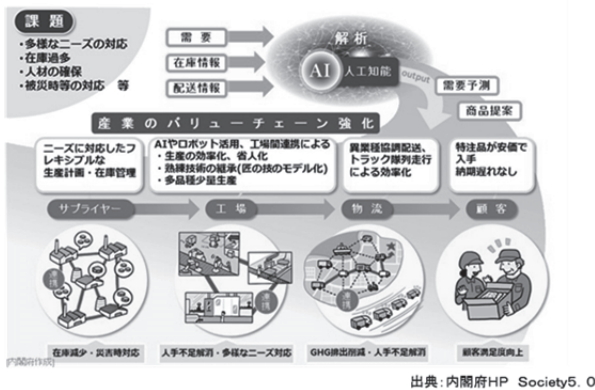 課題
・多様なニーズの対応
・在庫過多
・人材の確保
・被災時等の対応 等
需要
在庫情報
配送情報
解析
AI 人工知能
output
需要予測
商品提案
産業のバリューチェーン強化
ニーズに対応した
フレキシブルな
生産計画・在庫管理
AIやロボット活用、工場間連携による
・生産の効率化、省人化
・熟練技術の継承(匠の技のモデル化)
・多品種少量生産
異業種協調配送、
トラック隊列走行
による効率化
特注品が安価で
入手
納期遅れなし
サプライヤー
工場
物流
顧客
連携
連携
連携
在庫減少・災害時対応
人手不足解消・多様なニーズ対応
GHG排出削減・人手不足解消
顧客満足度向上
[内閣府作成]
出典:内閣府HP Society5.0